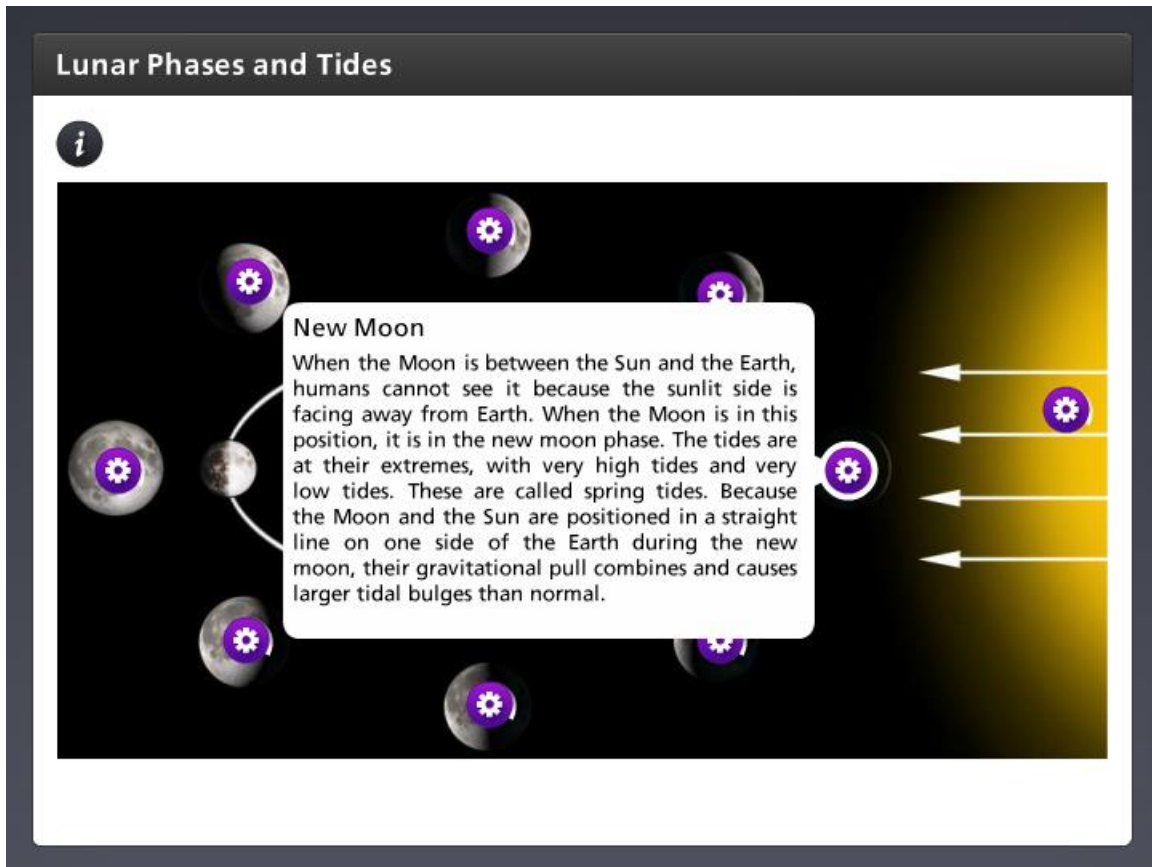 Lunar Phases and Tides
i
New Moon
When the Moon is between the Sun and the Earth,
humans cannot see it because the sunlit side is
facing away from Earth. When the Moon is in this
position, it is in the new moon phase. The tides are
at their extremes, with very high tides and very
low tides. These are called spring tides. Because
the Moon and the Sun are positioned in a straight
line on one side of the Earth during the new
moon, their gravitational pull combines and causes
larger tidal bulges than normal.